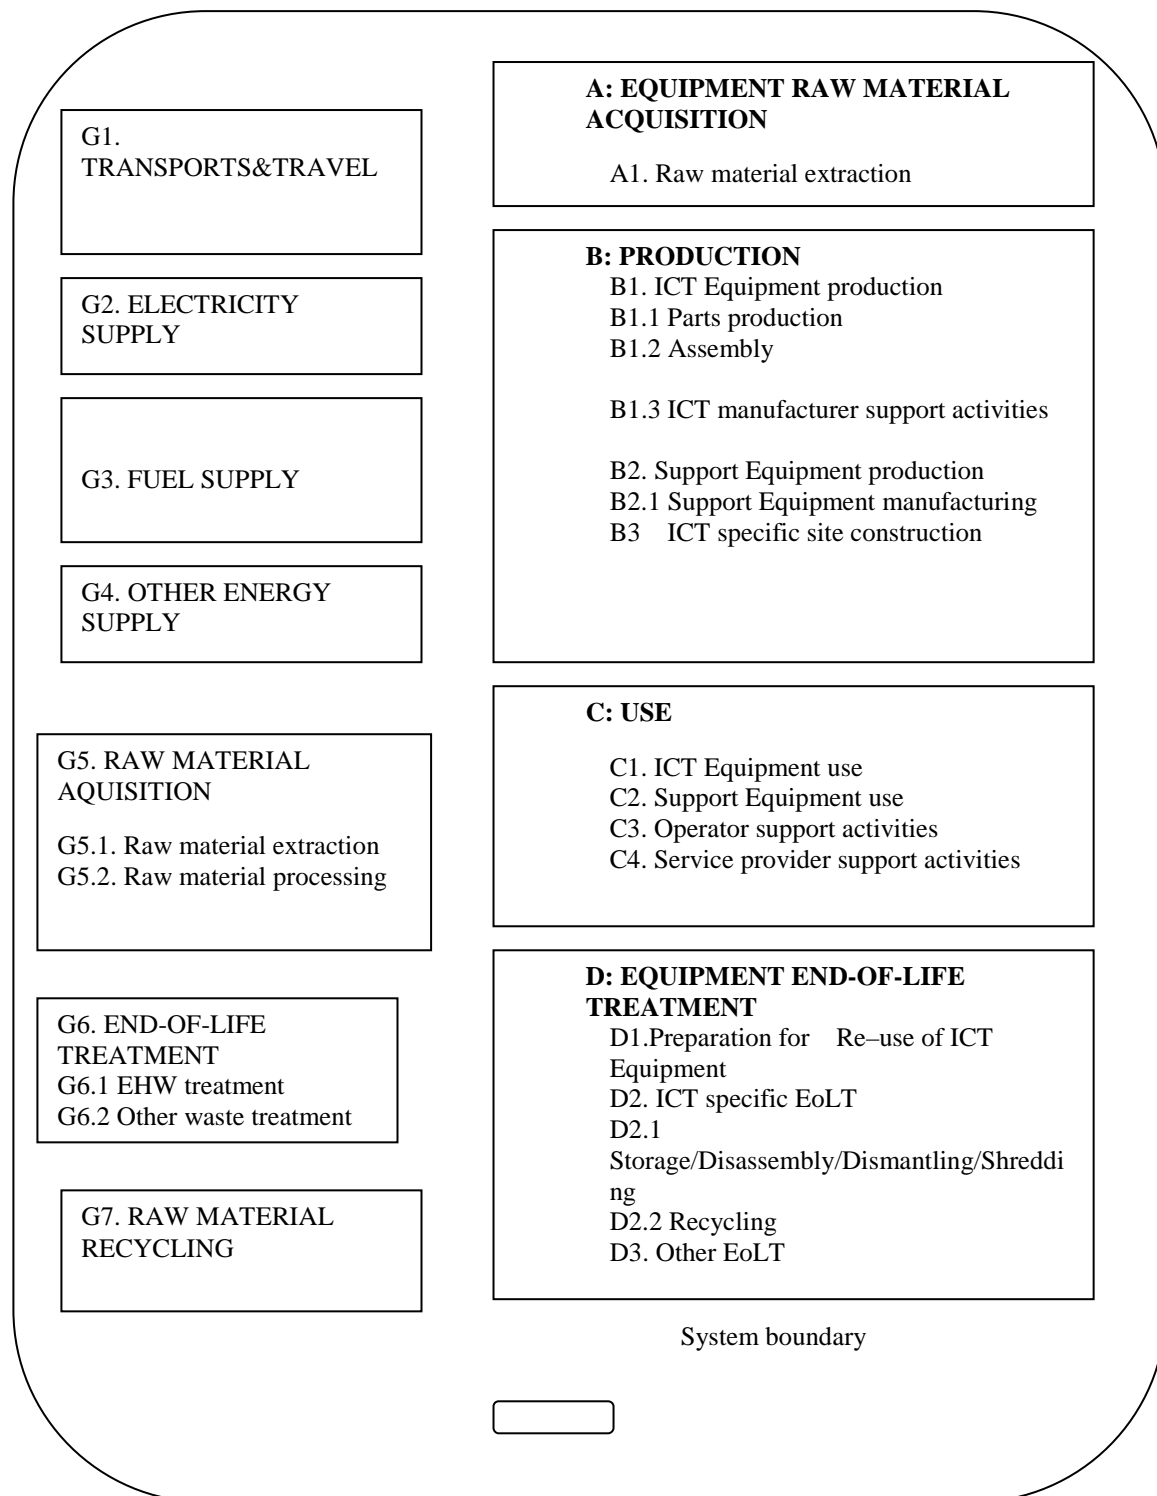 G1.
TRANSPORTS&TRAVEL
G2. ELECTRICITY
SUPPLY
G3. FUEL SUPPLY
G4. OTHER ENERGY
SUPPLY
G5. RAW MATERIAL
AQUISITION
G5.1. Raw material extraction
G5.2. Raw material processing
G6. END-OF-LIFE
TREATMENT
G6.1 EHW treatment
G6.2 Other waste treatment
G7. RAW MATERIAL
RECYCLING
A: EQUIPMENT RAW MATERIAL
ACQUISITION
A1. Raw material extraction
B: PRODUCTION
B1. ICT Equipment production
B1.1 Parts production
B1.2 Assembly
B1.3 ICT manufacturer support activities
B2. Support Equipment production
B2.1 Support Equipment manufacturing
B3 ICT specific site construction
C: USE
C1. ICT Equipment use
C2. Support Equipment use
C3. Operator support activities
C4. Service provider support activities
D: EQUIPMENT END-OF-LIFE
TREATMENT
D1.Preparation for Re–use of ICT
Equipment
D2. ICT specific EoLT
D2.1
Storage/Disassembly/Dismantling/Shreddi
ng
D2.2 Recycling
D3. Other EoLT
System boundary